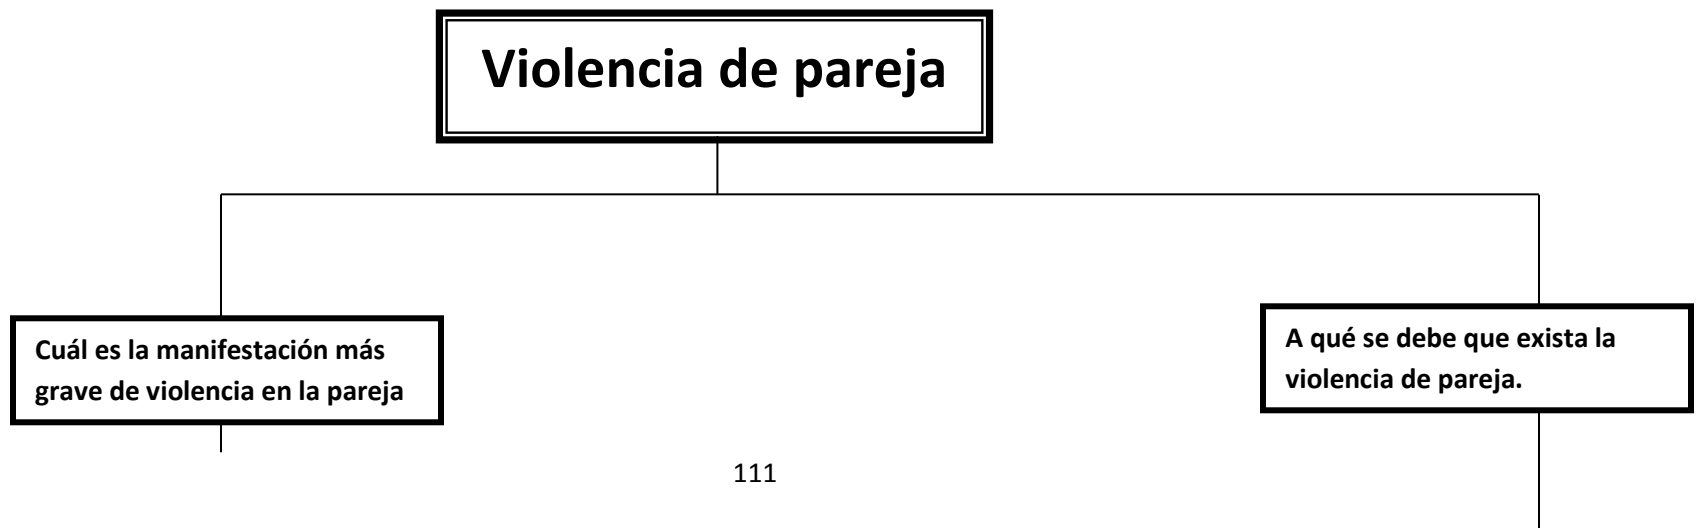 Violencia de pareja
Cuál es la manifestación más
grave de violencia en la pareja
A qué se debe que exista la
violencia de pareja.
111